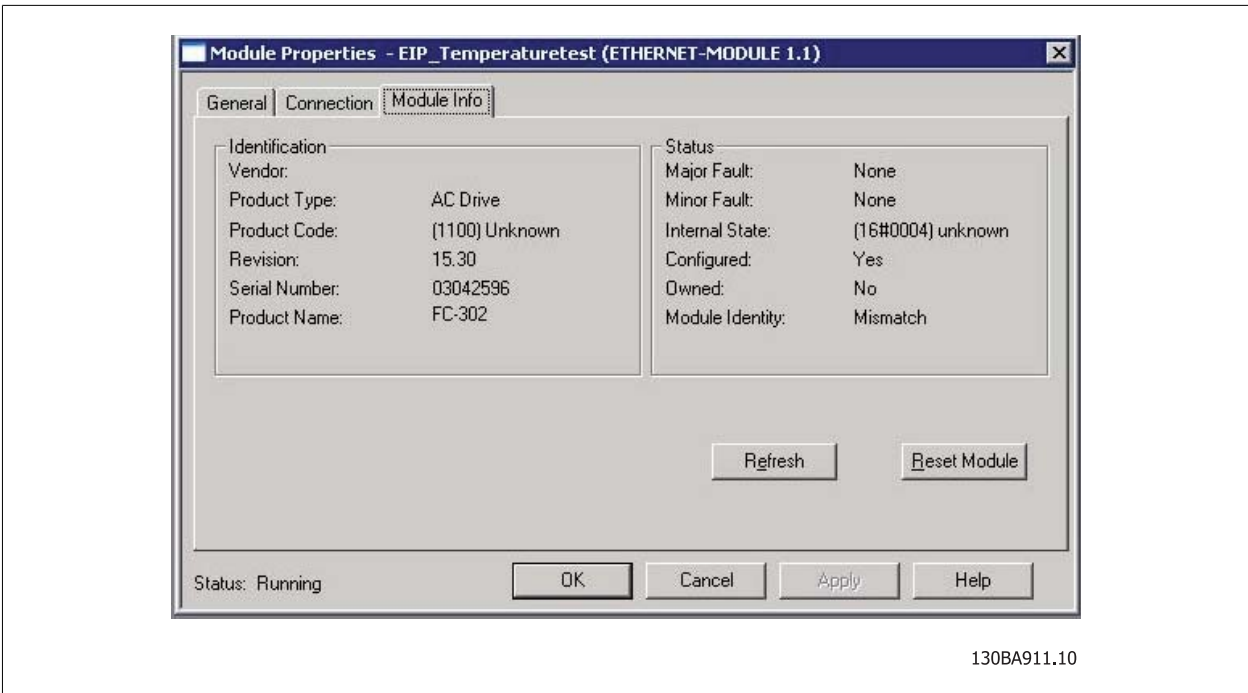 Module Properties - EIP_Temperaturetest (ETHERNET-MODULE 1.1)
General Connection Module Info
Identification
Vendor:
Product Type: AC Drive
Product Code: (1100) Unknown
Revision: 15.30
Serial Number: 03042596
Product Name: FC-302
Status
Major Fault: None
Minor Fault: None
Internal State: (16#0004) unknown
Configured: Yes
Owned: No
Module Identity: Mismatch
Refresh Reset Module
Status: Running OK Cancel Apply Help
130BA911.10